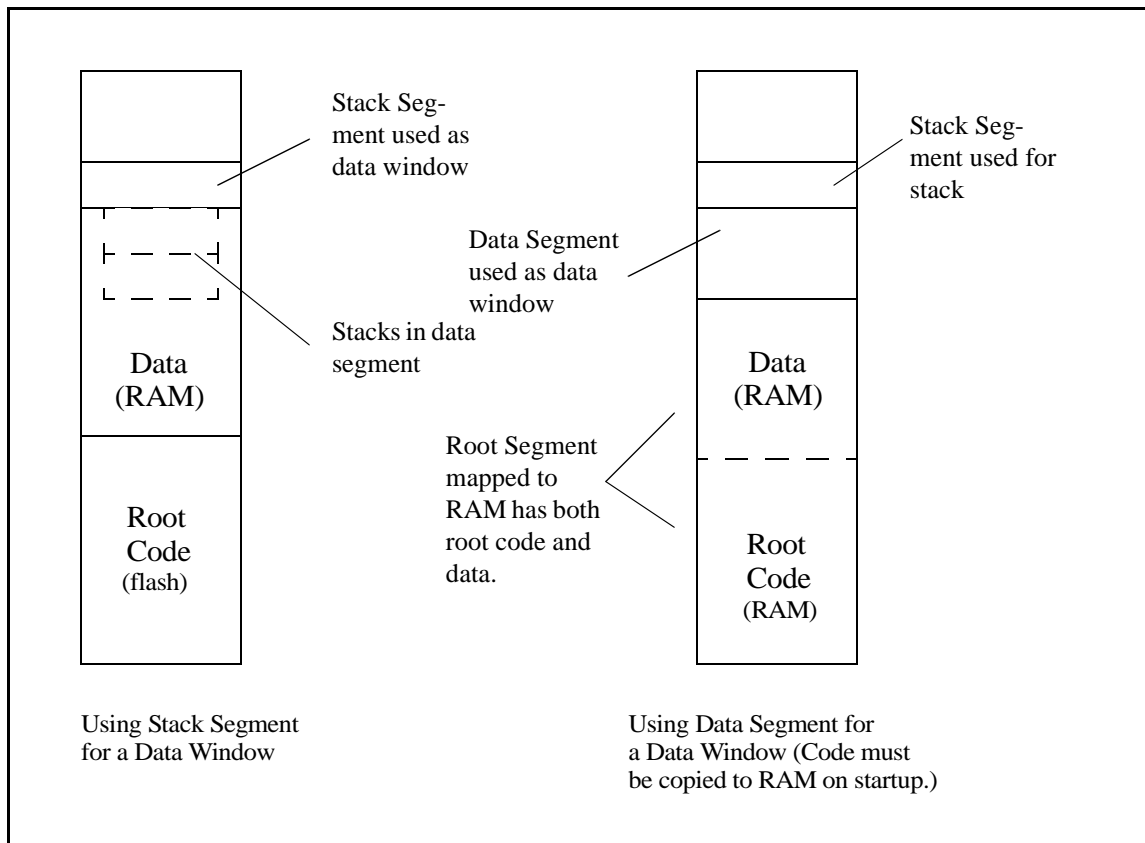 Stack Seg-
ment used as
data window
Stacks in data
segment
Data
(RAM)
Root
Code
(flash)
Using Stack Segment
for a Data Window
Stack Seg-
ment used for
stack
Data Segment
used as data
window
Data
(RAM)
Root Segment
mapped to
RAM has both
root code and
data.
Root
Code
(RAM)
Using Data Segment for
a Data Window (Code must
be copied to RAM on startup.)